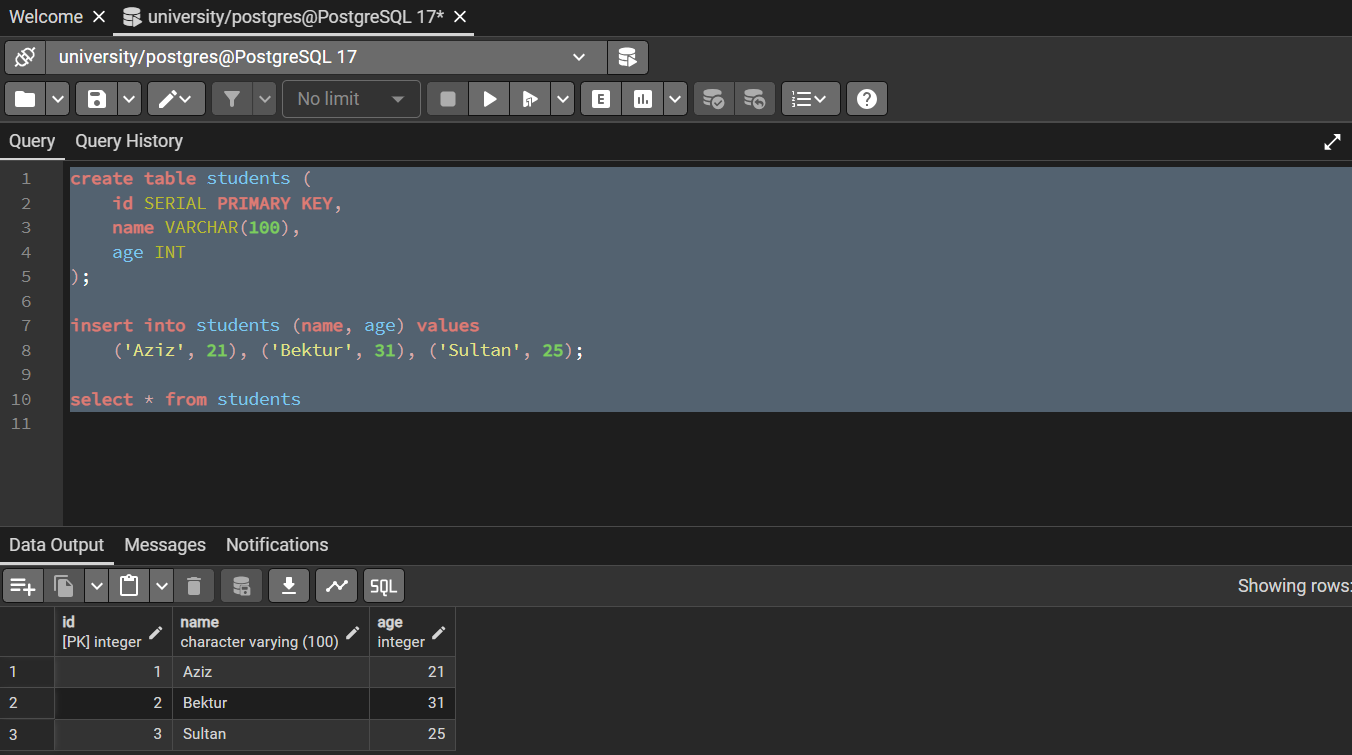 Welcome university/postgres@PostgreSQL 17*
university/postgres@PostgreSQL 17
No limit E
Query Query History
1 create table students (
2 id SERIAL PRIMARY KEY,
3 name VARCHAR(100),
4 age INT
5 );
6
7 insert into students (name, age) values
8 ('Aziz', 21), ('Bektur', 31), ('Sultan', 25);
9
10 select * from students
11
Data Output Messages Notifications
SQL Showing rows:
id name age
[PK] integer character varying (100) integer
1 1 Aziz 21
2 2 Bektur 31
3 3 Sultan 25